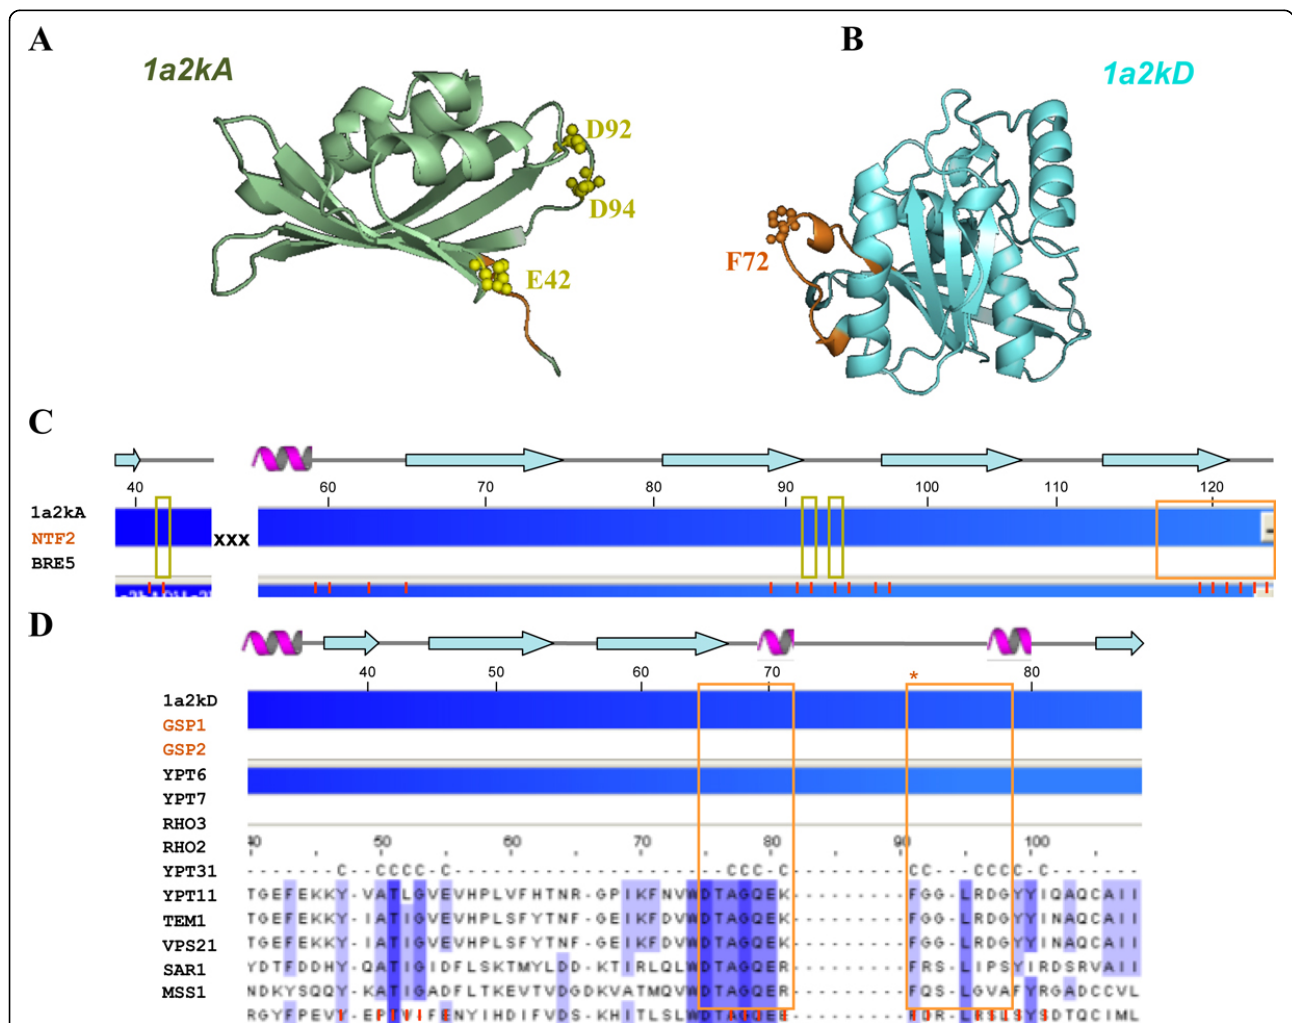 A
B
1a2kA
1a2kD
D92
D94
E42
F72
C
40 60 70 80 90 100 110 120
1a2kA
NTF2
xxx
BRE5
D
40 50 60 70 80
*
1a2kD
GSP1
GSP2
YPT6
YPT7
RHO3
RHO2
50 60 70 80 90 100
YPT31
YPT11
TGEFEKKY-VATLGVEVHPLVFHTNR-GPIKFNVWDTAGQEK---------FGG-LRDGYYIQAQCAII
TEM1
TGEFEKKY-IATIGVEVHPLSFYTNF-GEIKFDVWDTAGQEK---------FGG-LRDGYYINAQCAII
VPS21
TGEFEKKY-IATIGVEVHPLSFYTNF-GEIKFDVWDTAGQEK---------FGG-LRDGYYINAQCAII
SAR1
YDTFDDHY-QATIGIDFLSKTMYLDD-KTIRLQLWDTAGQER---------FRS-LIPSYIRDSRVAII
MSS1
NDKYSQQY-KATIGADFLTKEVTVDGDKVATMQVWDTAGQER---------FQS-LGVAFYRGADCCVL